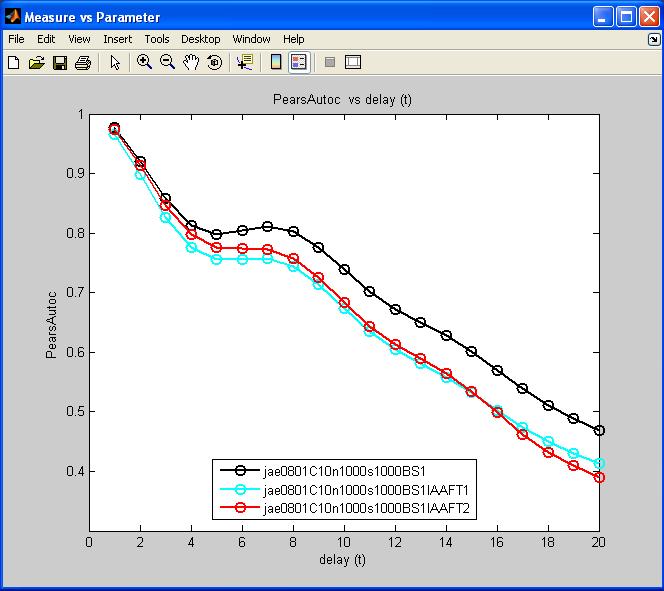 Measure vs Parameter
File Edit View Insert Tools Desktop Window Help
PearsAutoc vs delay (t)
1
0.9
0.8
0.7
0.6
0.5
0.4
PearsAutoc
jae0801C10n1000s1000BS1
jae0801C10n1000s1000BS1IAAFT1
jae0801C10n1000s1000BS1IAAFT2
0 2 4 6 8 10 12 14 16 18 20
delay (t)